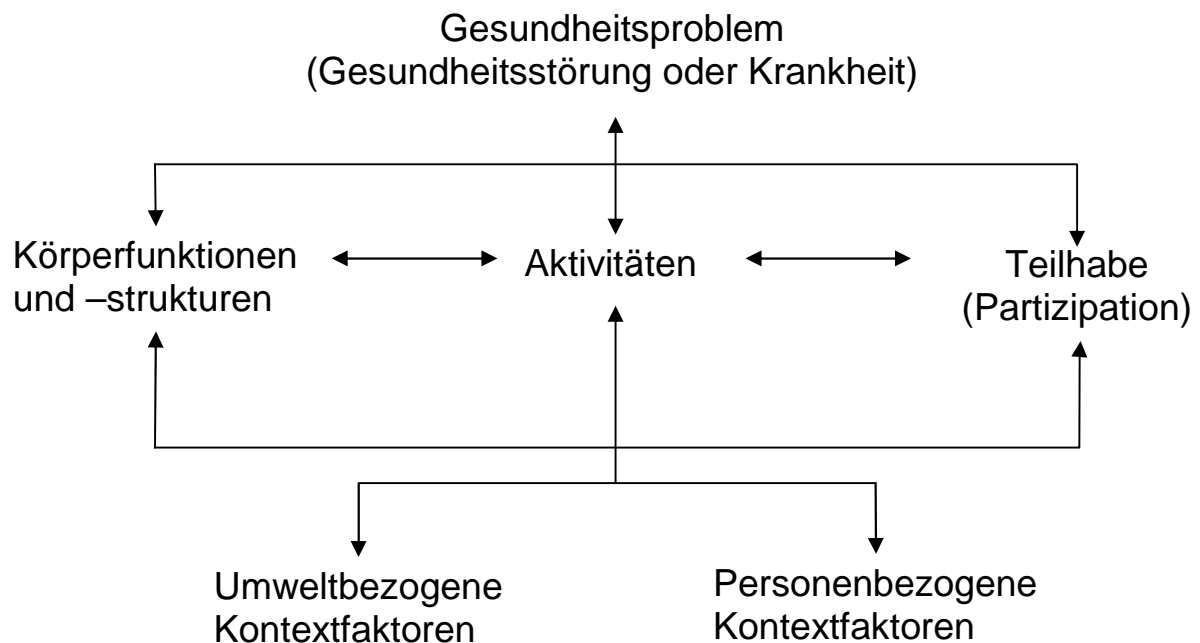 Gesundheitsproblem
(Gesundheitsstörung oder Krankheit)
Körperfunktionen
und –strukturen
Aktivitäten
Teilhabe
(Partizipation)
Umweltbezogene
Kontextfaktoren
Personenbezogene
Kontextfaktoren